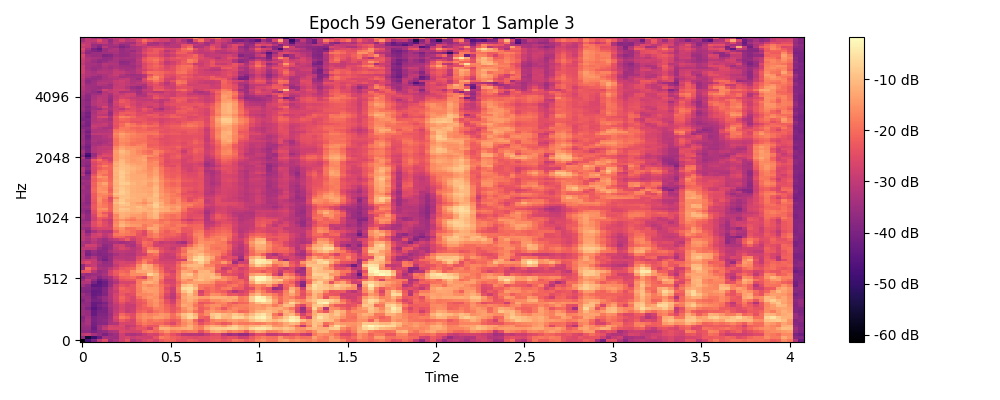 Epoch 59 Generator 1 Sample 3
4096
2048
1024
512
0
Hz
0
0.5
1
1.5
2
2.5
3
3.5
4
Time
-10 dB
-20 dB
-30 dB
-40 dB
-50 dB
-60 dB